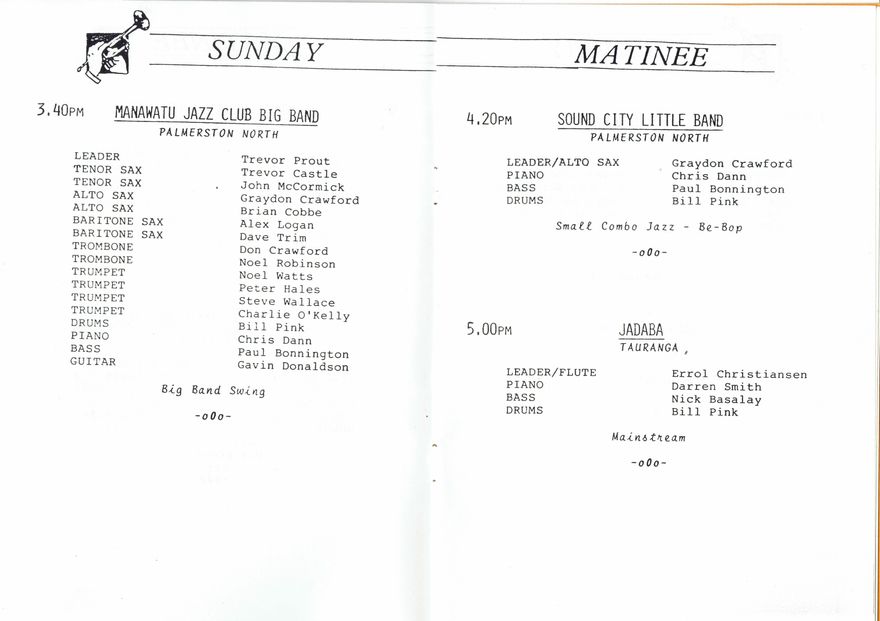 SUNDAY
3.40PM MANAWATU JAZZ CLUB BIG BAND
PALMERSTON NORTH
LEADER Trevor Prout
TENOR SAX Trevor Castle
TENOR SAX John McCormick
ALTO SAX Graydon Crawford
ALTO SAX Brian Cobbe
BARITONE SAX Alex Logan
BARITONE SAX Dave Trim
TROMBONE Don Crawford
TROMBONE Noel Robinson
TRUMPET Noel Watts
TRUMPET Peter Hales
TRUMPET Steve Wallace
TRUMPET Charlie O'Kelly
DRUMS Bill Pink
PIANO Chris Dann
BASS Paul Bonnington
GUITAR Gavin Donaldson
Big Band Swing
-oOo-
MATINEE
4.20PM SOUND CITY LITTLE BAND
PALMERSTON NORTH
LEADER/ALTO SAX Graydon Crawford
PIANO Chris Dann
BASS Paul Bonnington
DRUMS Bill Pink
Small Combo Jazz - Be-Bop
-oOo-
5.00PM JADABA
TAURANGA
LEADER/FLUTE Errol Christiansen
PIANO Darren Smith
BASS Nick Basalay
DRUMS Bill Pink
Mainstream
-oOo-